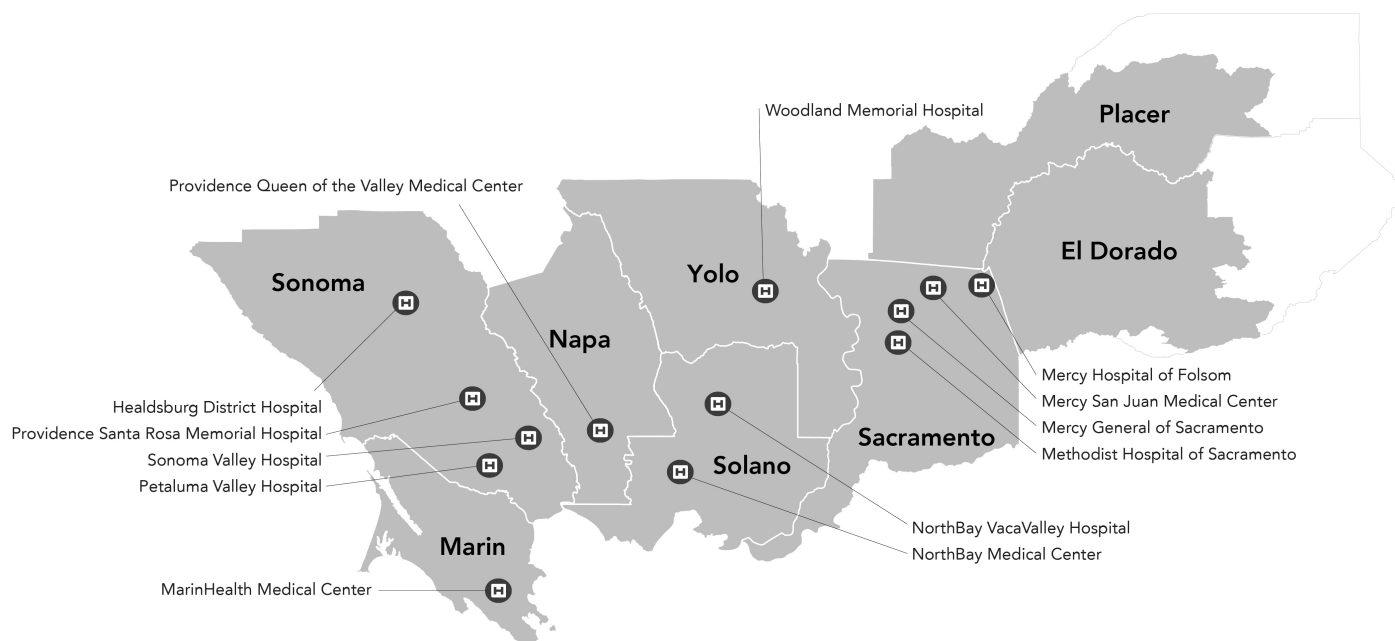 Placer
Woodland Memorial Hospital
Providence Queen of the Valley Medical Center
El Dorado
Yolo
Sonoma
Napa
Mercy Hospital of Folsom
Mercy San Juan Medical Center
Healdsburg District Hospital
Mercy General of Sacramento
Providence Santa Rosa Memorial Hospital
Sacramento
Methodist Hospital of Sacramento
Sonoma Valley Hospital
Solano
Petaluma Valley Hospital
NorthBay VacaValley Hospital
Marin
NorthBay Medical Center
MarinHealth Medical Center